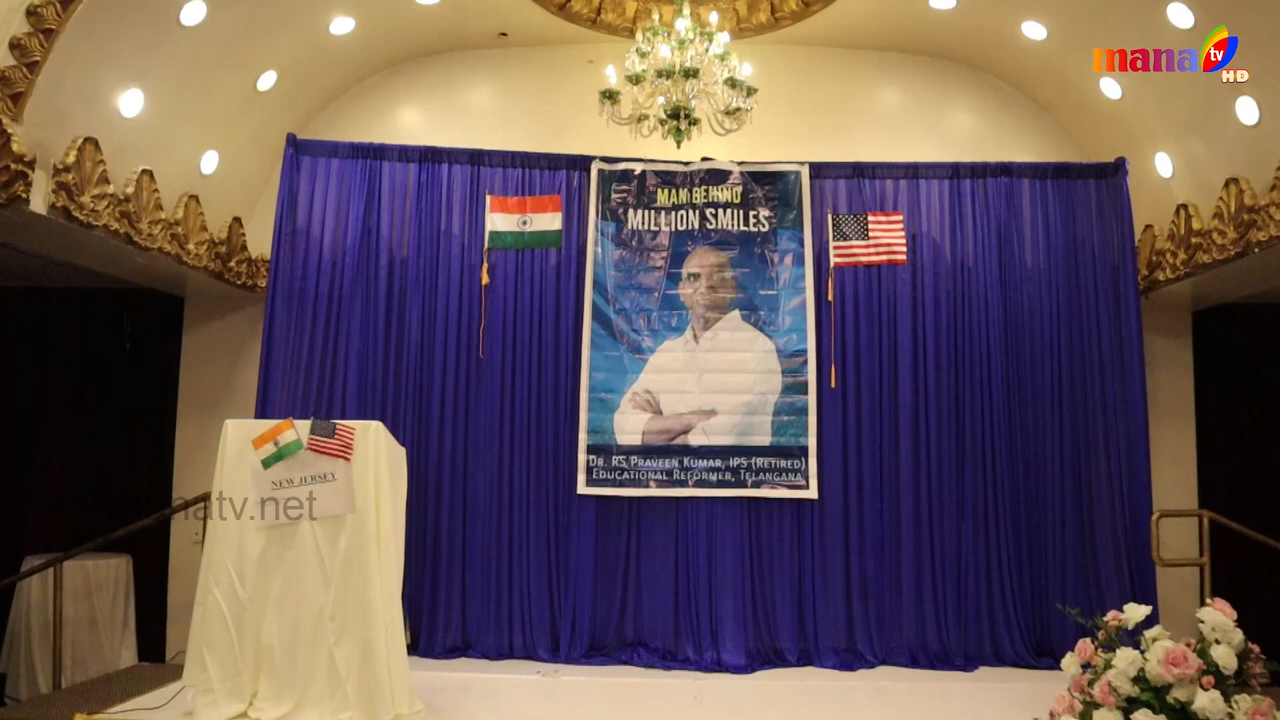 mana tv
HD
MAN BEHIND
MILLION SMILES
DR. RS PRAVEEN KUMAR, IPS (RETIRED)
EDUCATIONAL REFORMER, TELANGANA
NEW JERSEY
natv.net